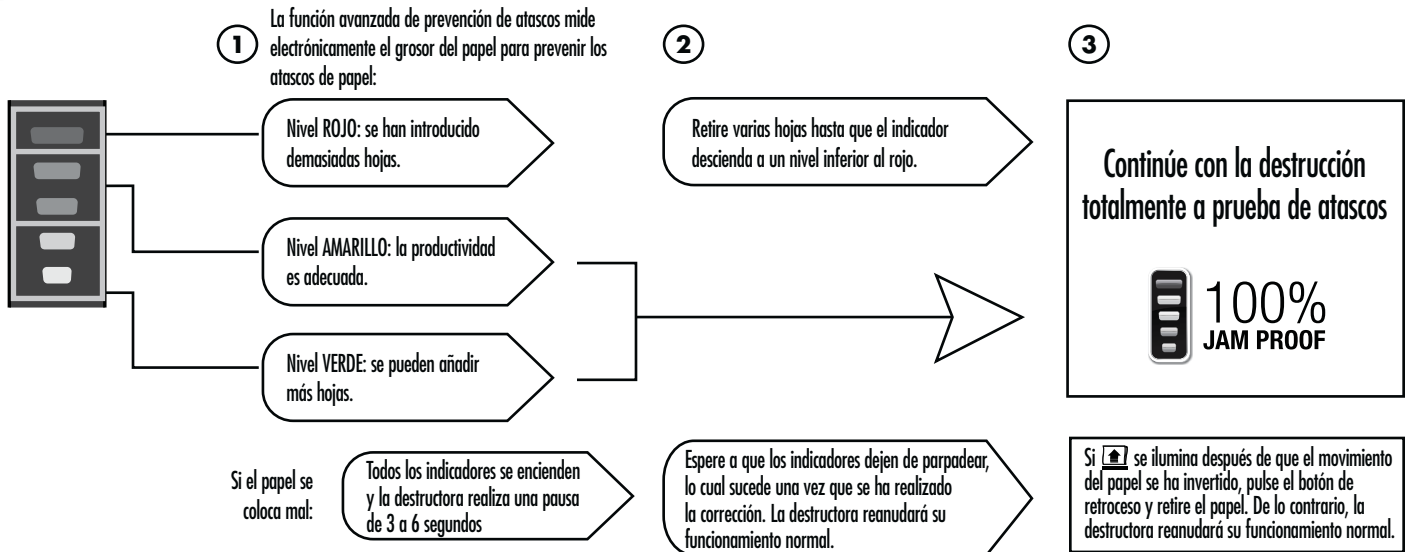 1
La función avanzada de prevención de atascos mide
electrónicamente el grosor del papel para prevenir los
atascos de papel:
Nivel ROJO: se han introducido
demasiadas hojas.
Nivel AMARILLO: la productividad
es adecuada.
Nivel VERDE: se pueden añadir
más hojas.
2
Retire varias hojas hasta que el indicador
descienda a un nivel inferior al rojo.
3
Continúe con la destrucción
totalmente a prueba de atascos
100%
JAM PROOF
Si el papel se
coloca mal:
Todos los indicadores se encienden
y la destructora realiza una pausa
de 3 a 6 segundos
Espere a que los indicadores dejen de parpadear,
lo cual sucede una vez que se ha realizado
la corrección. La destructora reanudará su
funcionamiento normal.
Si se ilumina después de que el movimiento
del papel se ha invertido, pulse el botón de
retroceso y retire el papel. De lo contrario, la
destructora reanudará su funcionamiento normal.